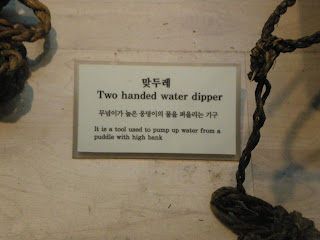 맞두레
Two handed water dipper
무넘이가 높은 웅덩이의 물을 퍼올리는 기구
It is a tool used to pump up water from a
puddle with high bank